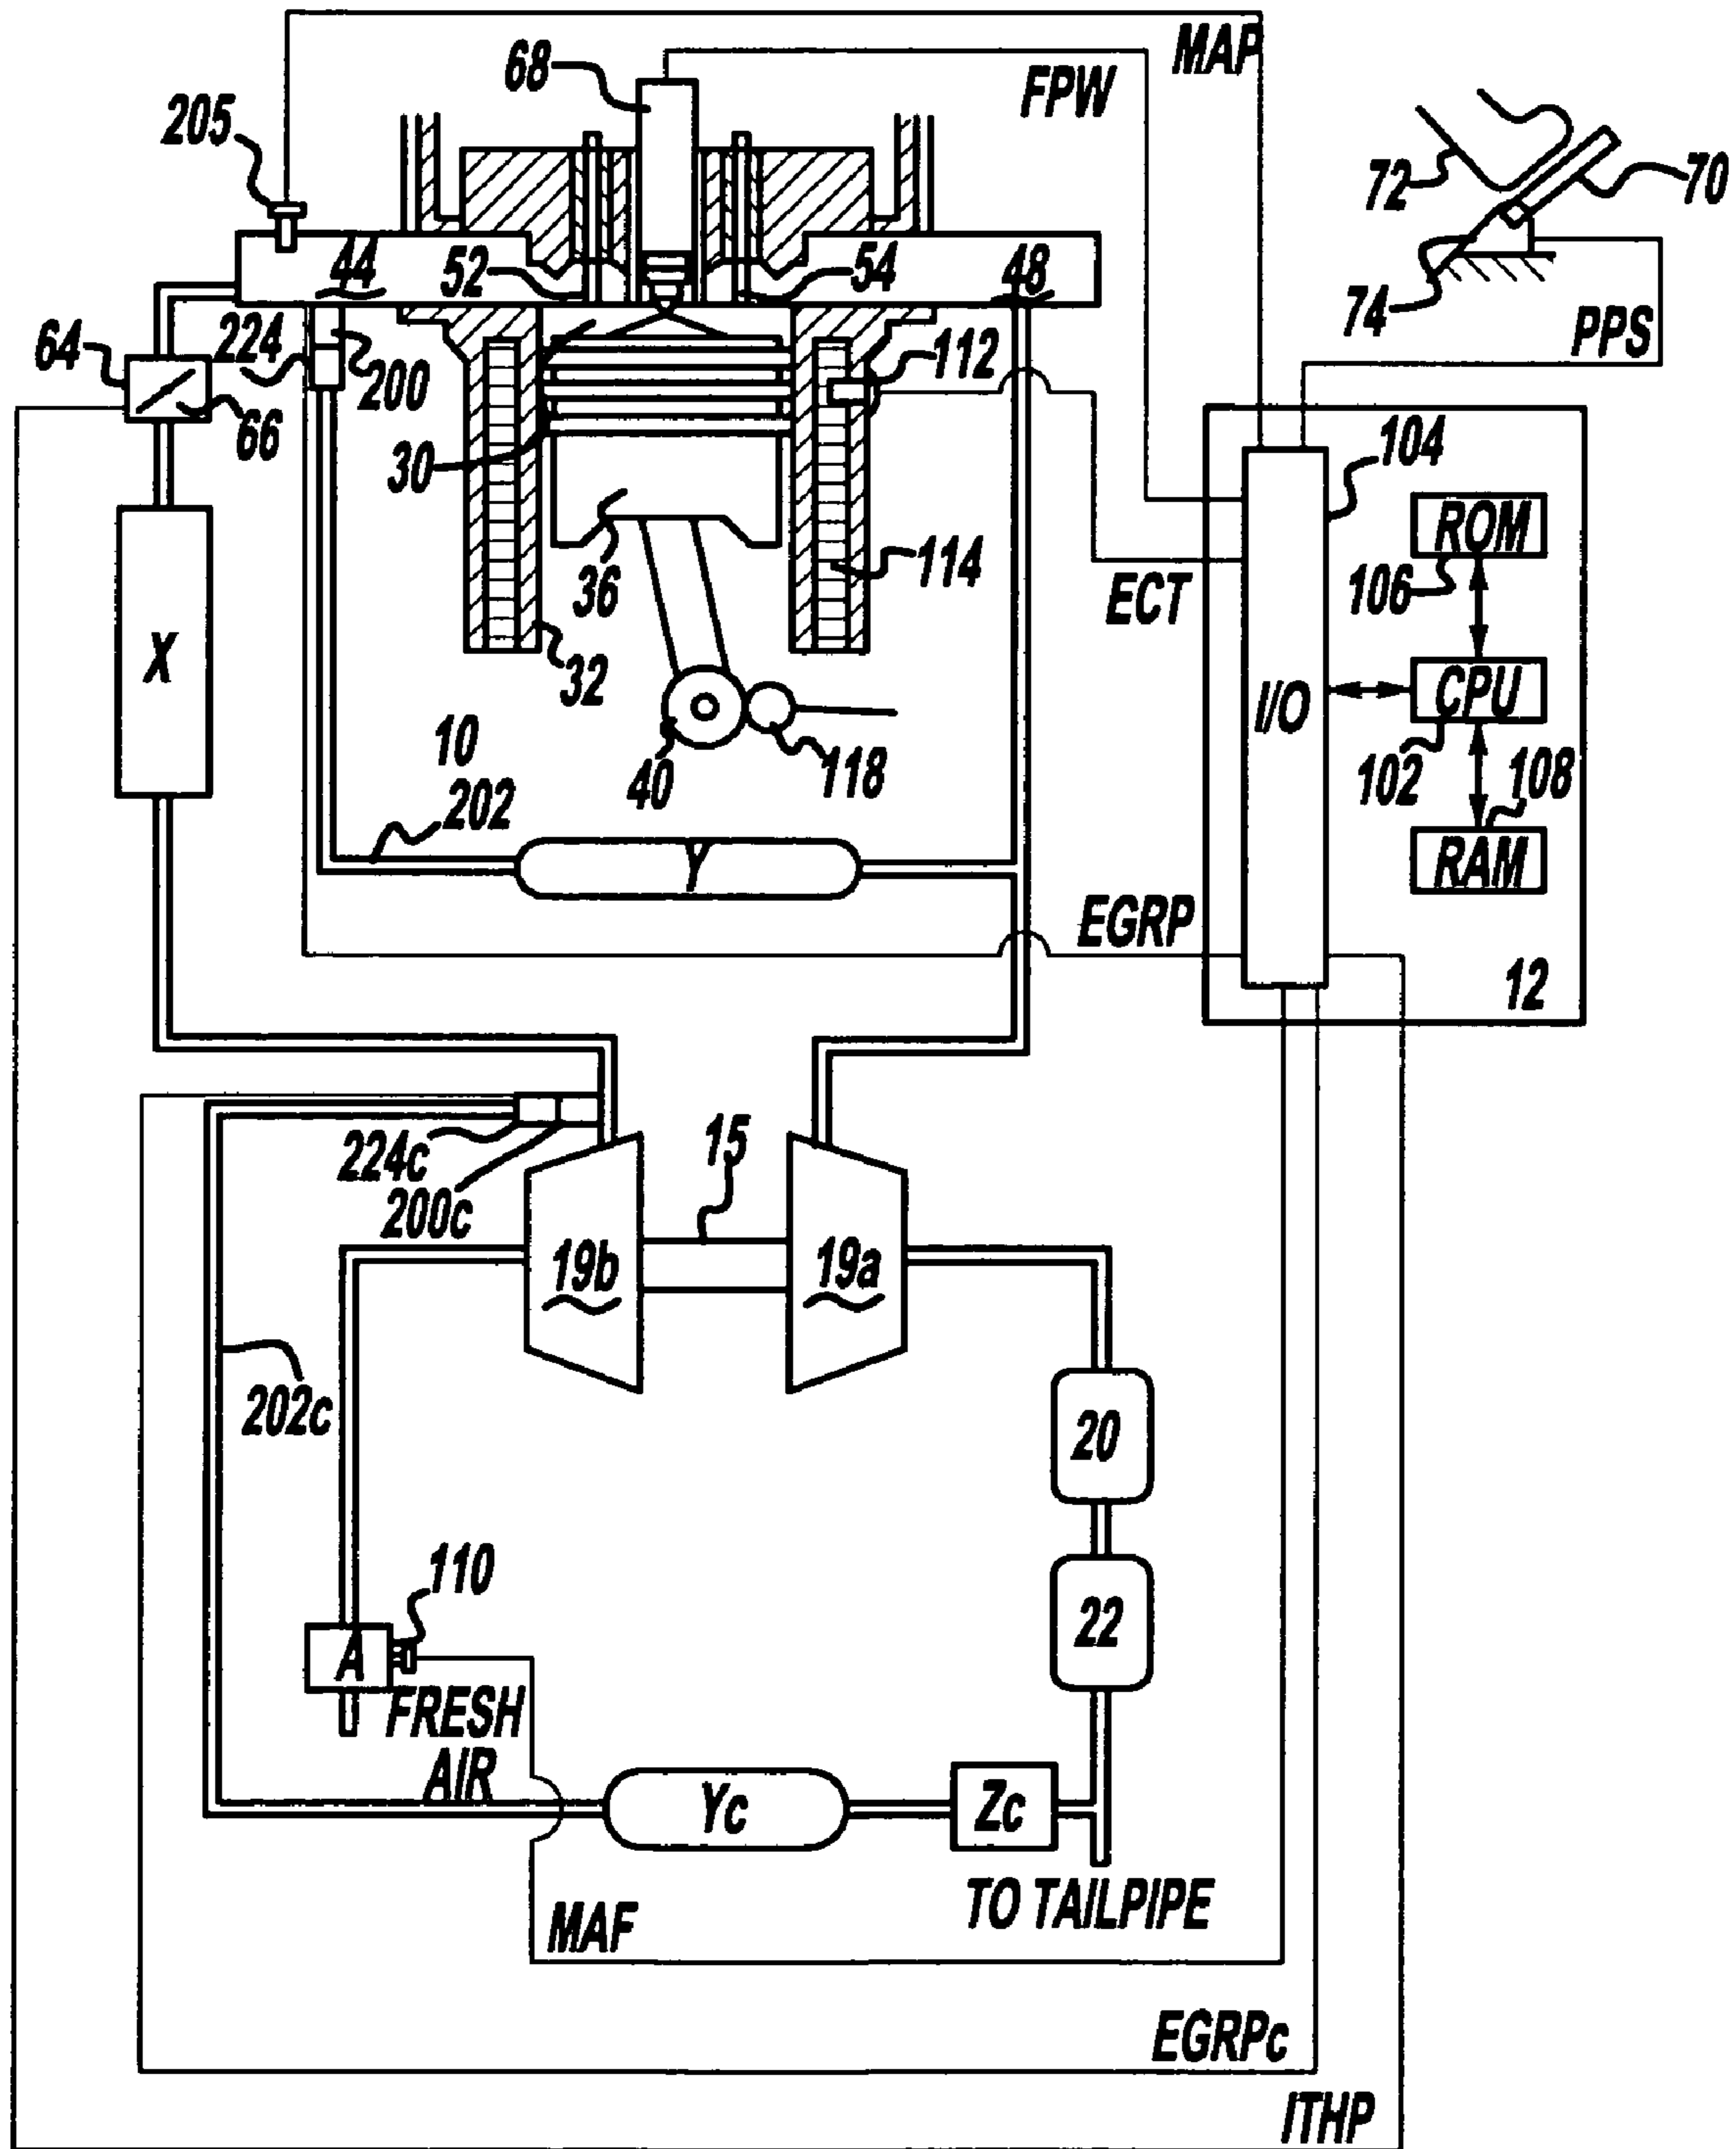 MAP
68
FPW
205
72
70
44
52
54
48
74
PPS
64
224
200
112
66
30
104
ROM
36
114
106
ECT
X
32
CPU
I/O
10
40
118
102
108
202
Y
RAM
EGRP
12
224c
15
200c
19b
19a
202c
20
110
22
A
FRESH
AIR
Yc
Zc
TO TAILPIPE
MAF
EGRPc
ITHP